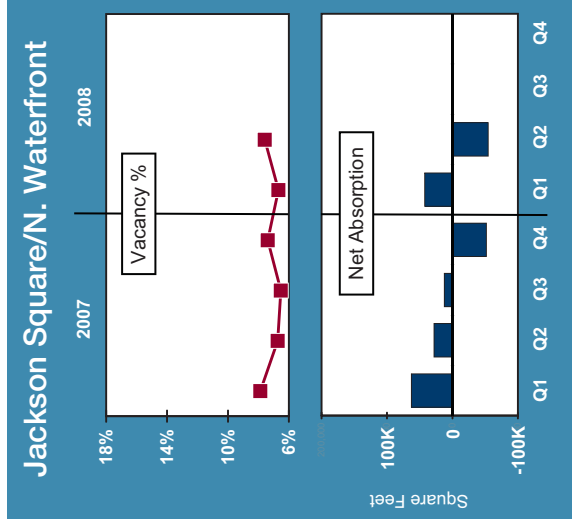 Jackson Square/N. Waterfront
2007 2008
Vacancy %
18%
14%
10%
6%
Net Absorption
100K
0
-100K
Square Feet
Q1 Q2 Q3 Q4 Q1 Q2 Q3 Q4